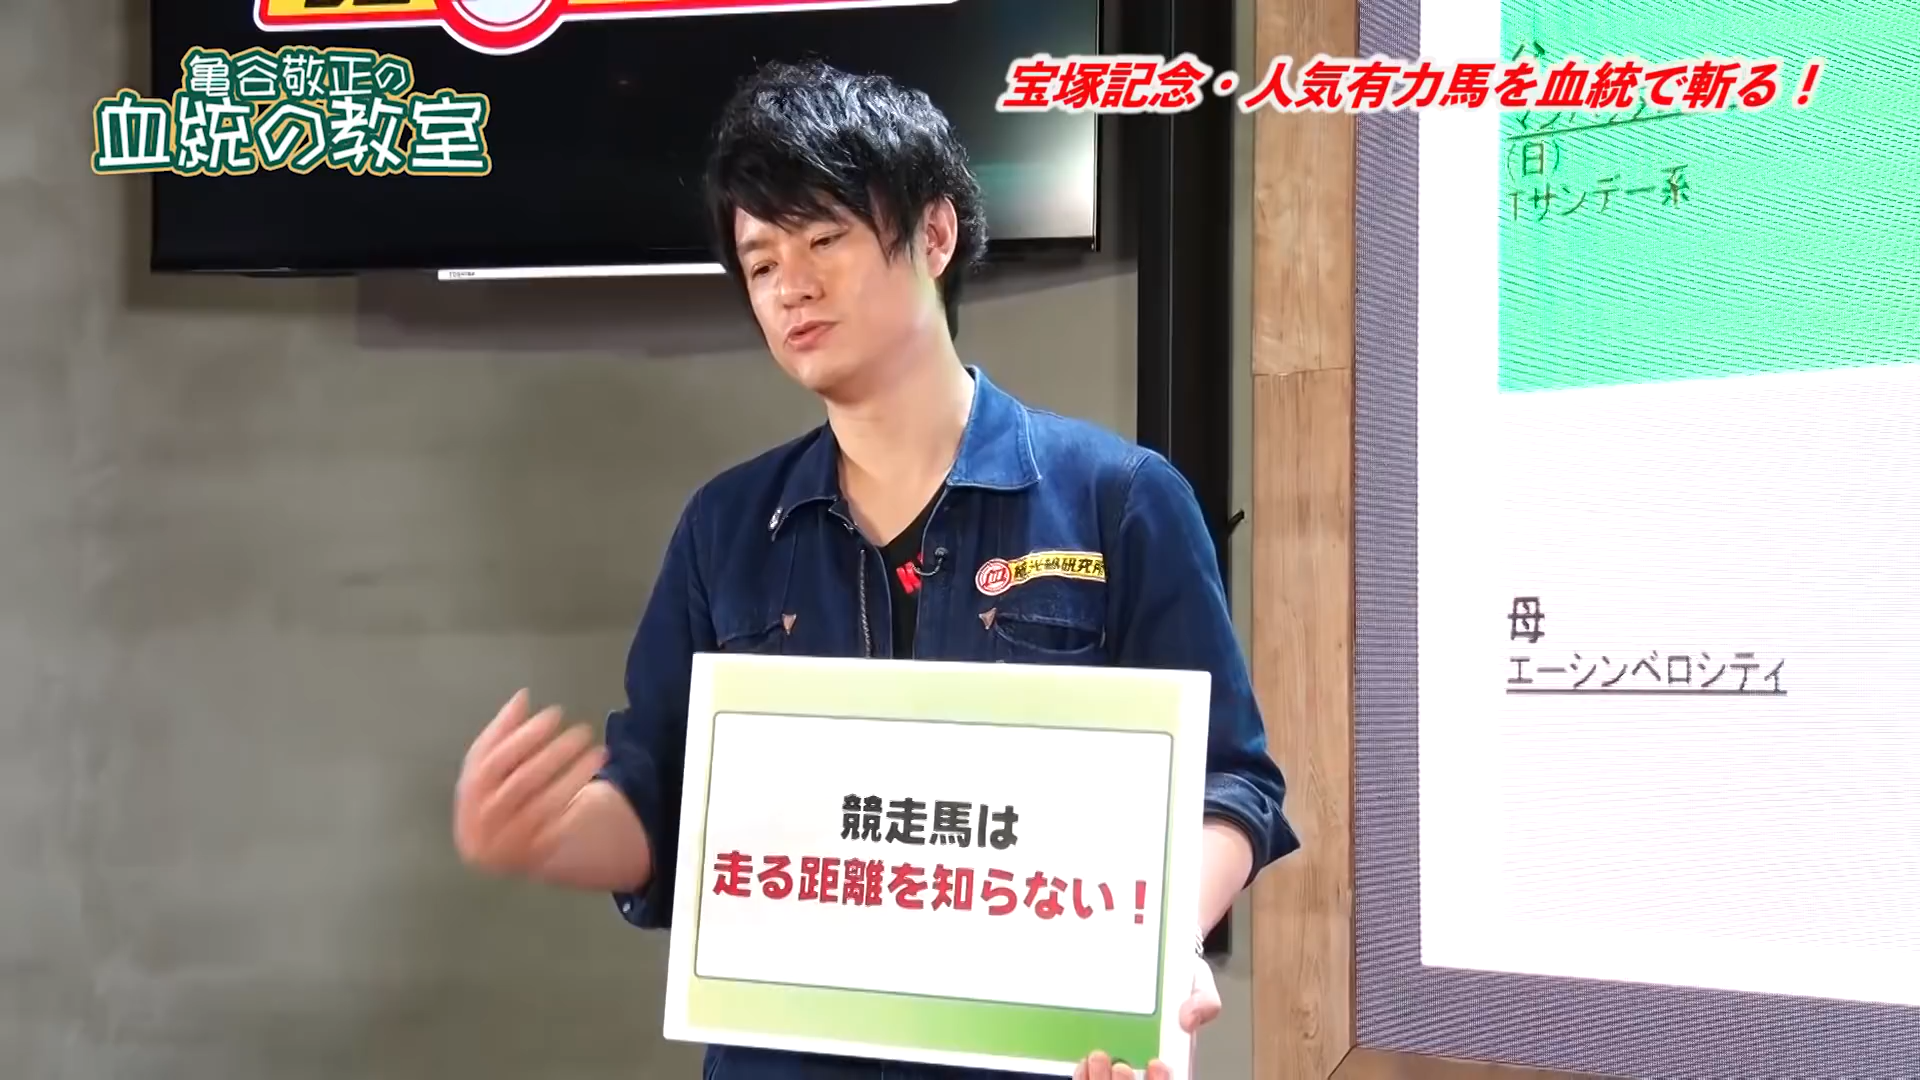 亀谷敬正の
血統の教室
宝塚記念・人気有力馬を血統で斬る！
(日)
Tサンデー系
母
エーシンベロシティ
競走馬は
走る距離を知らない！
TOSHIBA